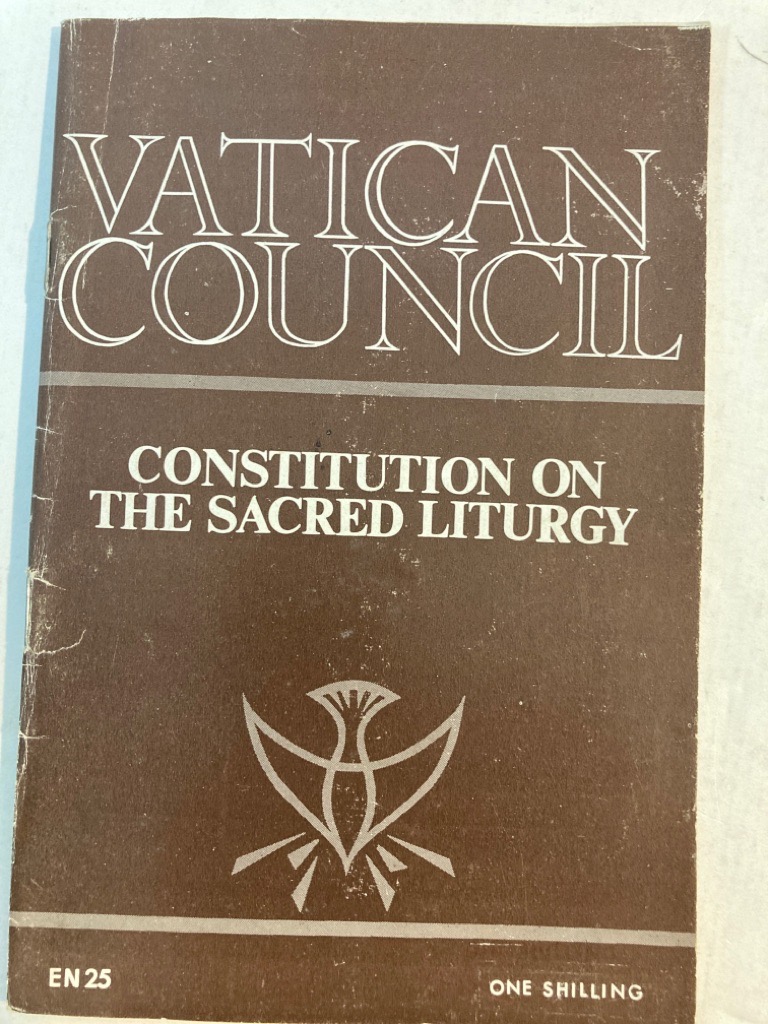 VATICAN
COUNCIL
CONSTITUTION ON
THE SACRED LITURGY
EN 25
ONE SHILLING